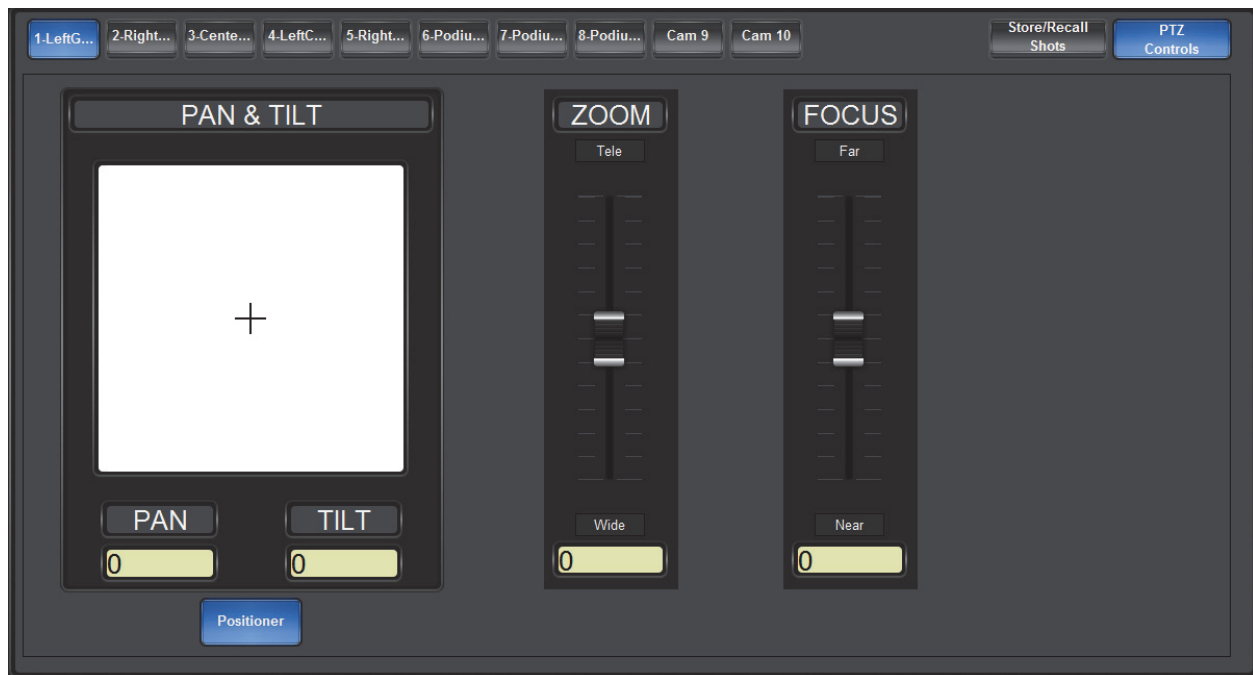 1-LeftG...
2-Right...
3-Cente...
4-LeftC...
5-Right...
6-Podiu...
7-Podiu...
8-Podiu...
Cam 9
Cam 10
Store/Recall
Shots
PTZ
Controls
PAN & TILT
ZOOM
FOCUS
Tele
Far
PAN
TILT
Wide
Near
0
0
0
0
Positioner